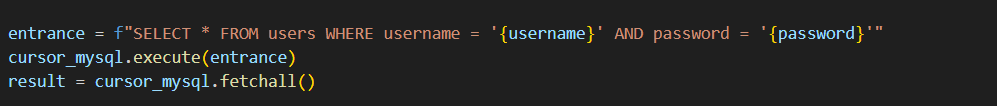 entrance = f"SELECT * FROM users WHERE username = '{username}' AND password = '{password}'"
cursor_mysql.execute(entrance)
result = cursor_mysql.fetchall()